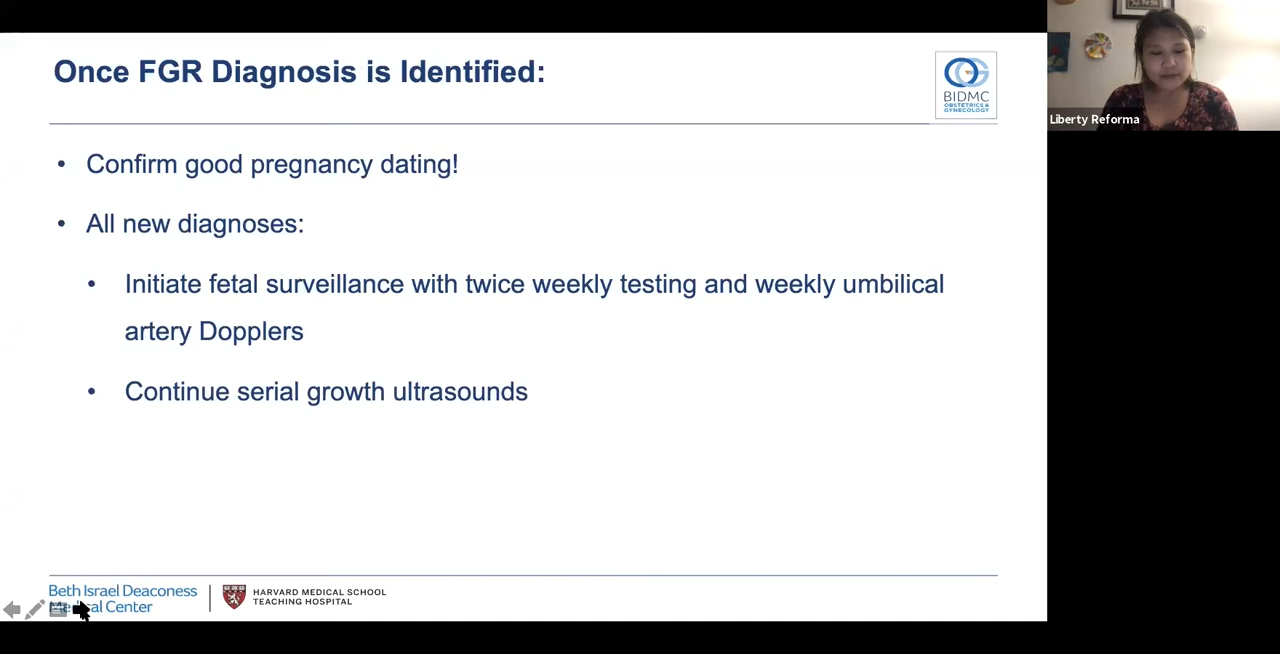 Once FGR Diagnosis is Identified:
BIDMC
OBSTETRICS &
GYNECOLOGY
Liberty Reforma
• Confirm good pregnancy dating!
• All new diagnoses:
• Initiate fetal surveillance with twice weekly testing and weekly umbilical
artery Dopplers
• Continue serial growth ultrasounds
Beth Israel Deaconess
Medical Center
HARVARD MEDICAL SCHOOL
TEACHING HOSPITAL